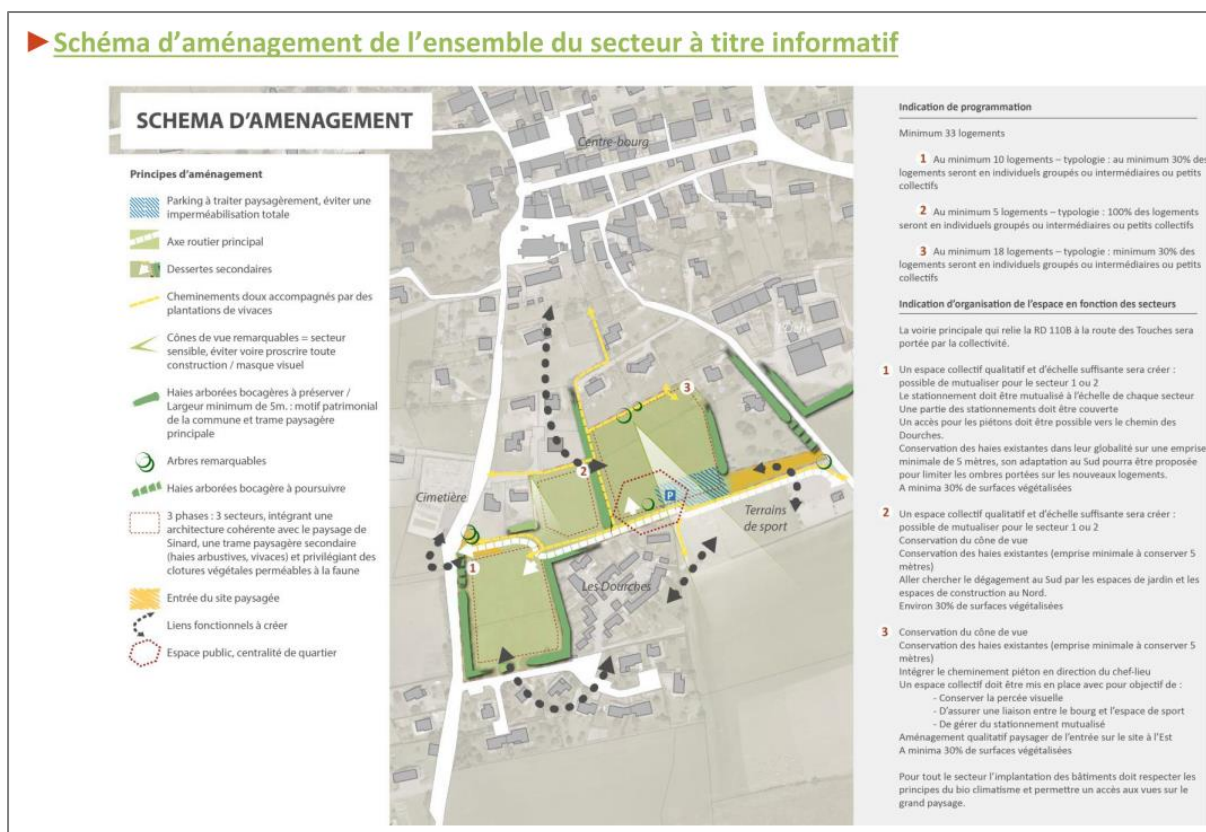 ►Schéma d’aménagement de l’ensemble du secteur à titre informatif
SCHEMA D’AMENAGEMENT
Principes d’aménagement
Parking à traiter paysagèrement, éviter une
imperméabilisation totale
Axe routier principal
Dessertes secondaires
Cheminements doux accompagnés par des
plantations de vivaces
Cônes de vue remarquables = secteur
sensible, éviter voire proscrire toute
construction / masque visuel
Haies arborées bocagères à préserver /
Largeur minimum de 5m. : motif patrimonial
de la commune et trame paysagère
principale
Arbres remarquables
Haies arborées bocagère à poursuivre
3 phases : 3 secteurs, intégrant une
architecture cohérente avec le paysage de
Sinard, une trame paysagère secondaire
(haies arbustives, vivaces) et privilégiant des
clotures végétales perméables à la faune
Entrée du site paysagée
Liens fonctionnels à créer
Espace public, centralité de quartier
Centre-bourg
3
2
Cimetière
P
Terrains
de sport
1
Les Dourches
Indication de programmation
Minimum 33 logements
1 Au minimum 10 logements – typologie : au minimum 30% des
logements seront en individuels groupés ou intermédiaires ou petits
collectifs
2 Au minimum 5 logements – typologie : 100% des logements
seront en individuels groupés ou intermédiaires ou petits collectifs
3 Au minimum 18 logements – typologie : minimum 30% des
logements seront en individuels groupés ou intermédiaires ou petits
collectifs
Indication d’organisation de l’espace en fonction des secteurs
La voirie principale qui relie la RD 110B à la route des Touches sera
portée par la collectivité.
1 Un espace collectif qualitatif et d’échelle suffisante sera créer :
possible de mutualiser pour le secteur 1 ou 2
Le stationnement doit être mutualisé à l’échelle de chaque secteur
Une partie des stationnements doit être couverte
Un accès pour les piétons doit être possible vers le chemin des
Dourches.
Conservation des haies existantes dans leur globalité sur une emprise
minimale de 5 mètres, son adaptation au Sud pourra être proposée
pour limiter les ombres portées sur les nouveaux logements.
A minima 30% de surfaces végétalisées
2 Un espace collectif qualitatif et d’échelle suffisante sera créer :
possible de mutualiser pour le secteur 1 ou 2
Conservation du cône de vue
Conservation des haies existantes (emprise minimale à conserver 5
mètres)
Aller chercher le dégagement au Sud par les espaces de jardin et les
espaces de construction au Nord.
Environ 30% de surfaces végétalisées
3 Conservation du cône de vue
Conservation des haies existantes (emprise minimale à conserver 5
mètres)
Intégrer le cheminement piéton en direction du chef-lieu
Un espace collectif doit être mis en place avec pour objectif de :
- Conserver la percée visuelle
- D’assurer une liaison entre le bourg et l’espace de sport
- De gérer du stationnement mutualisé
Aménagement qualitatif paysager de l’entrée sur le site à l’Est
A minima 30% de surfaces végétalisées
Pour tout le secteur l’implantation des bâtiments doit respecter les
principes du bio climatisme et permettre un accès aux vues sur le
grand paysage.